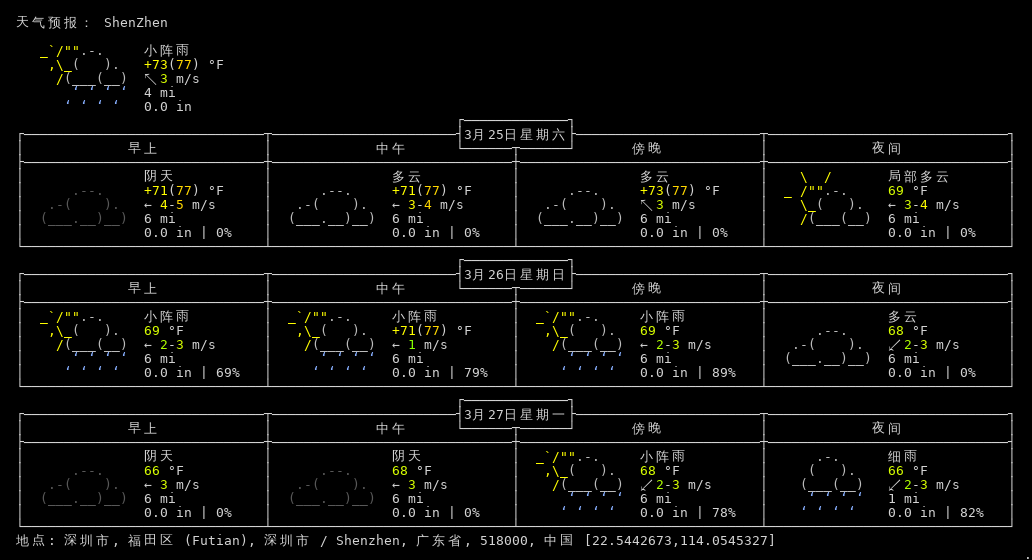 天气预报： ShenZhen
小阵雨
+73(77) °F
↖ 3 m/s
4 mi
0.0 in
3月25日星期六
早上 中午 傍晚 夜间
阴天 多云 多云 局部多云
+71(77) °F +71(77) °F +73(77) °F 69 °F
← 4-5 m/s ← 3-4 m/s ↖ 3 m/s ← 3-4 m/s
6 mi 6 mi 6 mi 6 mi
0.0 in | 0% 0.0 in | 0% 0.0 in | 0% 0.0 in | 0%
3月26日星期日
早上 中午 傍晚 夜间
小阵雨 小阵雨 小阵雨 多云
69 °F +71(77) °F 69 °F 68 °F
← 2-3 m/s ← 1 m/s ← 2-3 m/s ↙ 2-3 m/s
6 mi 6 mi 6 mi 6 mi
0.0 in | 69% 0.0 in | 79% 0.0 in | 89% 0.0 in | 0%
3月27日星期一
早上 中午 傍晚 夜间
阴天 阴天 小阵雨 细雨
66 °F 68 °F 68 °F 66 °F
← 3 m/s ← 3 m/s ↙ 2-3 m/s ↙ 2-3 m/s
6 mi 6 mi 6 mi 1 mi
0.0 in | 0% 0.0 in | 0% 0.0 in | 78% 0.0 in | 82%
地点: 深圳市, 福田区 (Futian), 深圳市 / Shenzhen, 广东省, 518000, 中国 [22.5442673,114.0545327]